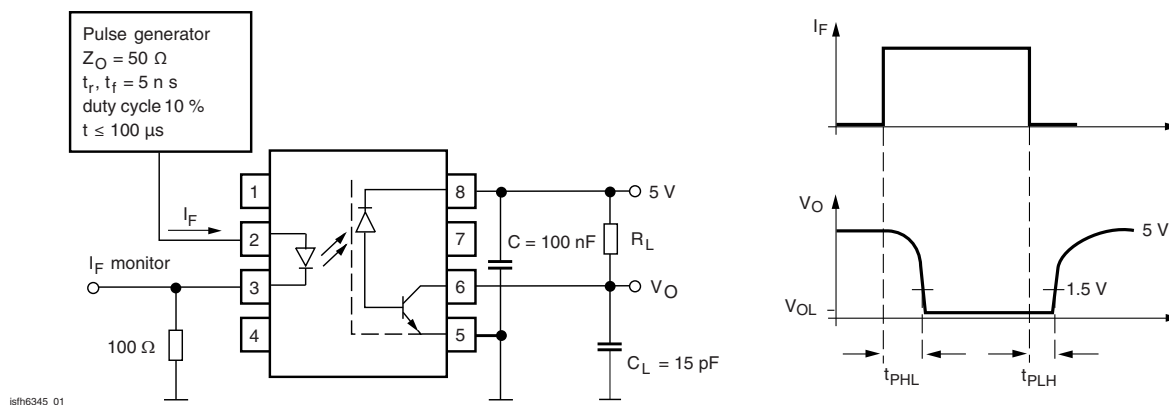 Pulse generator
Z_O = 50 Ω
t_r, t_f = 5 n s
duty cycle 10 %
t ≤ 100 μs
I_F
I_F monitor
100 Ω
1
2
3
4
8
7
6
5
C = 100 nF
R_L
5 V
V_O
C_L = 15 pF
isfh6345_01
I_F
V_O
5 V
1.5 V
V_OL
t_PHL
t_PLH